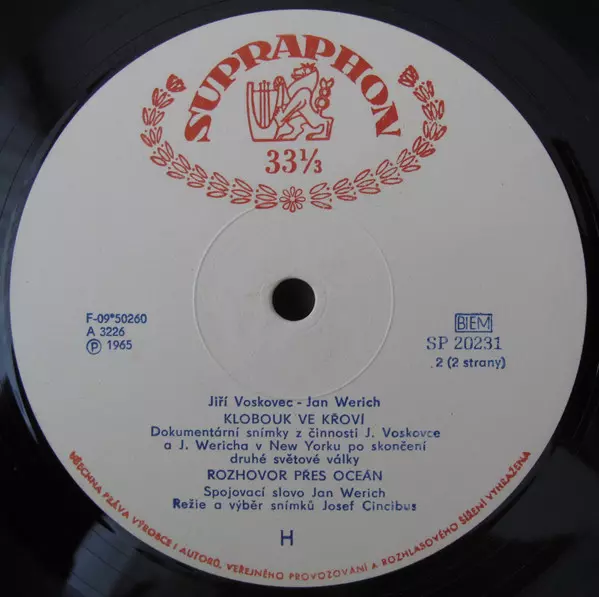 SUPRAPHON
33⅓
F-09*50260
A 3226
Ⓟ 1965
BIEM
SP 20231
2 (2 strany)
Jiří Voskovec - Jan Werich
KLOBOUK VE KŘOVÍ
Dokumentární snímky z činnosti J. Voskovce
a J. Wericha v New Yorku po skončení
druhé světové války
ROZHOVOR PŘES OCEÁN
Spojovací slovo Jan Werich
Režie a výběr snímků Josef Cincibus
H
VŠECHNA PRÁVA VÝROBCE I AUTORŮ, VEŘEJNÉHO PROVOZOVÁNÍ A ROZHLASOVÉHO ŠÍŘENÍ VYHRAŽENA